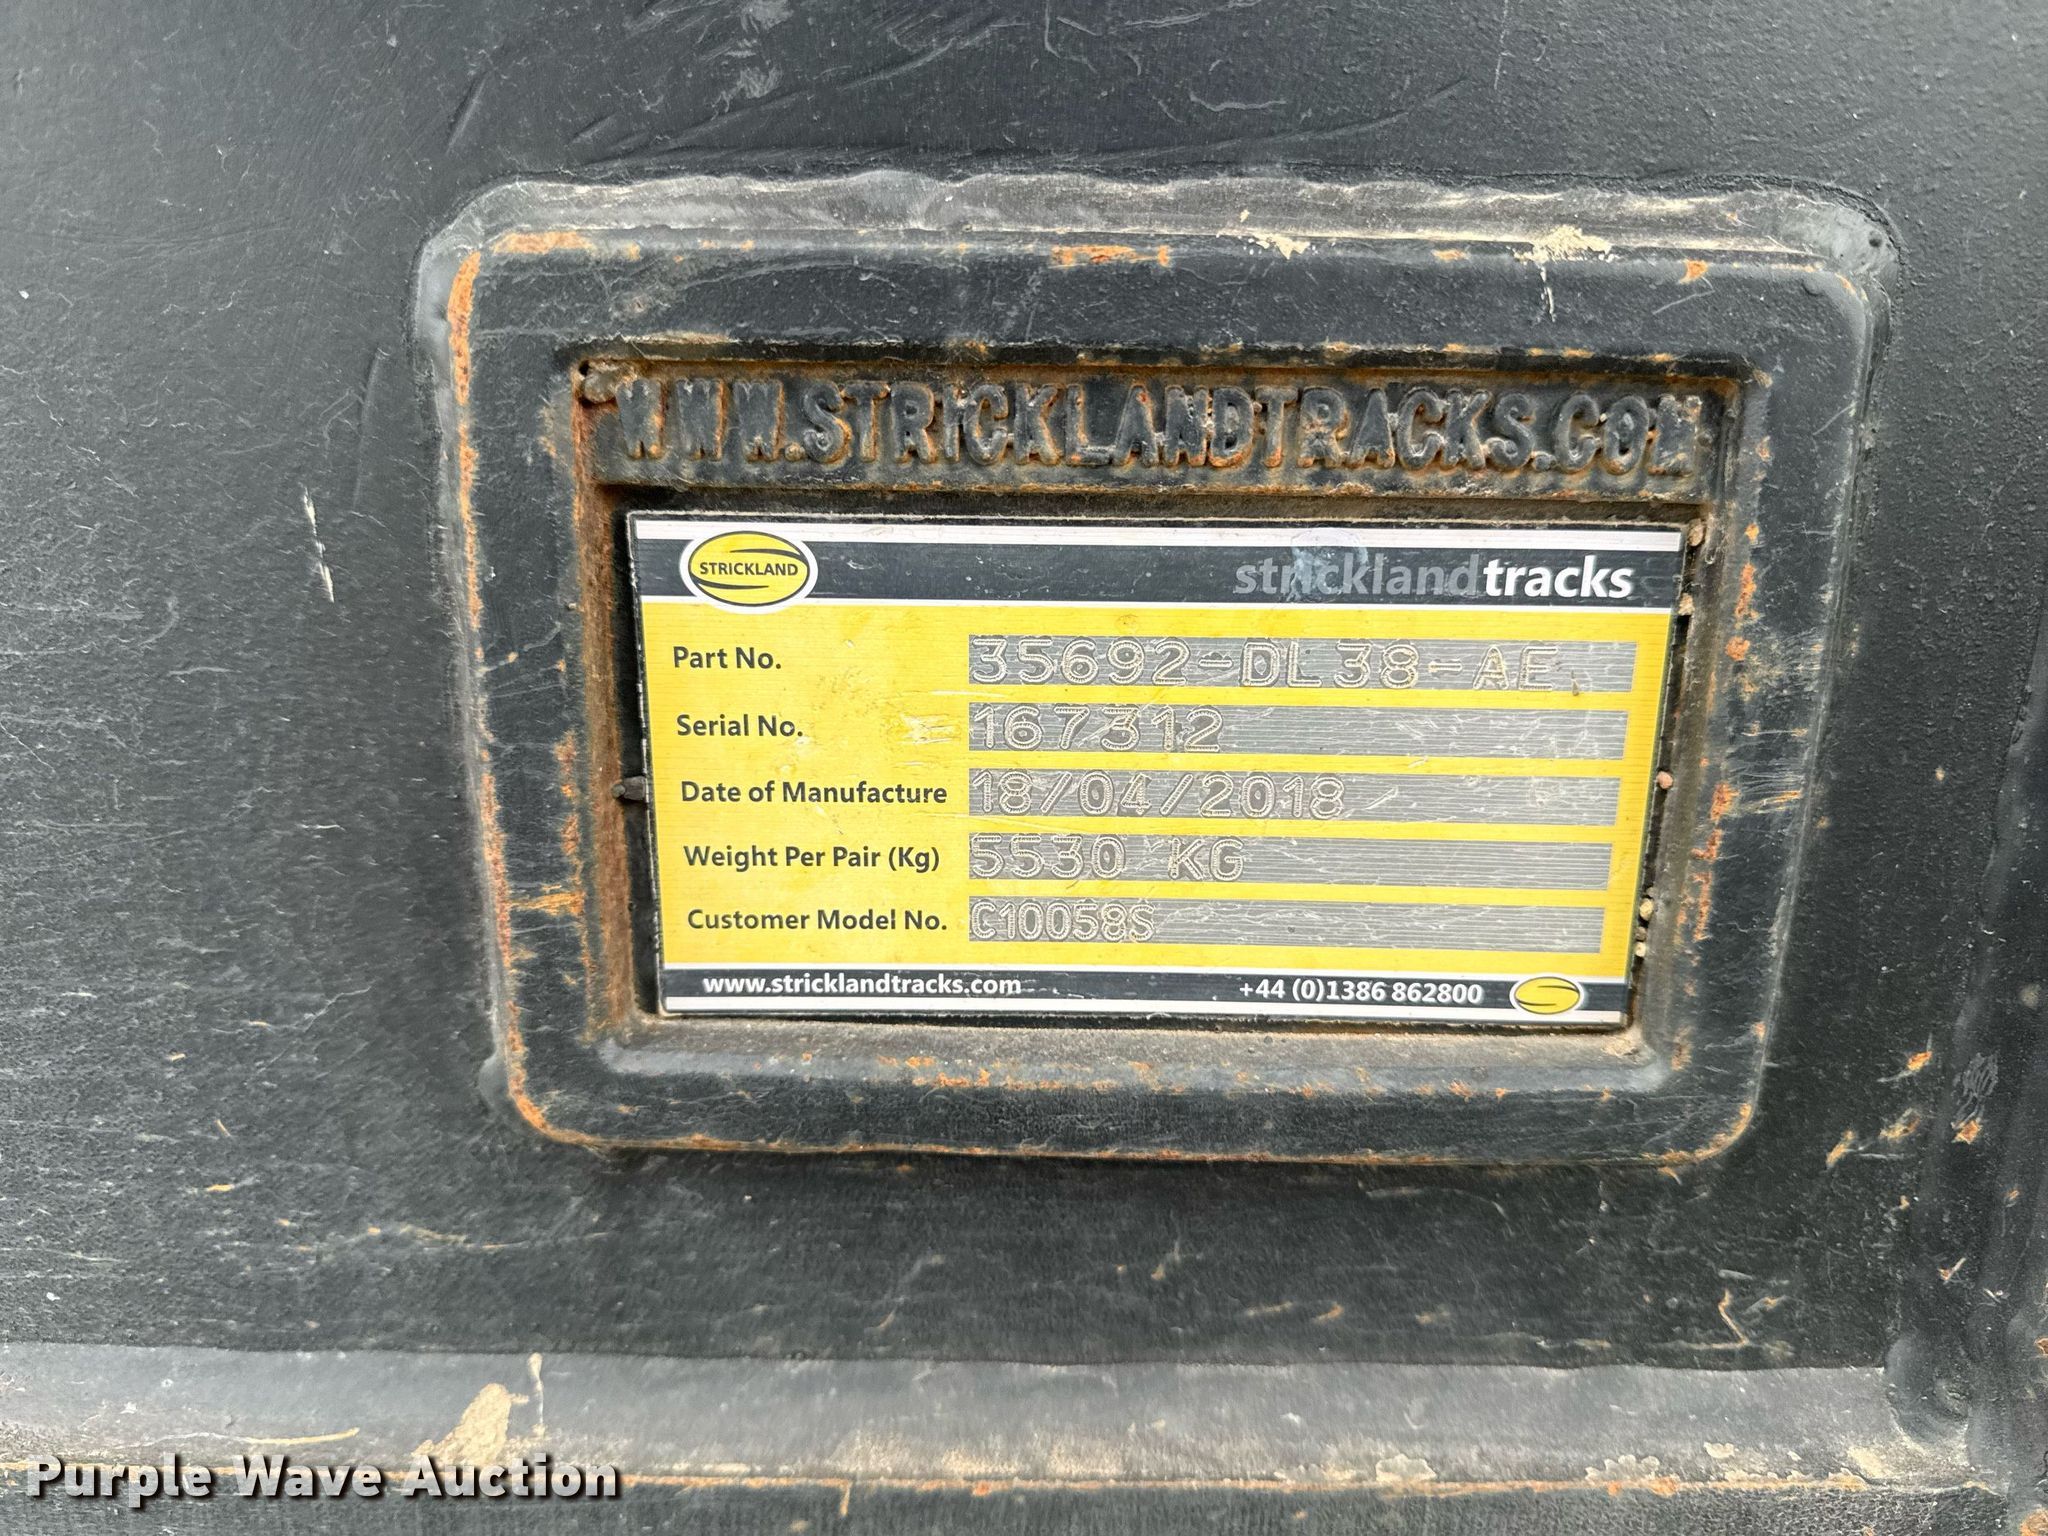 WWW.STRICKLANDTRACKS.COM
STRICKLAND
stricklandtracks
Part No. 35692-DL38-AE
Serial No. 167312
Date of Manufacture 18/04/2018
Weight Per Pair (Kg) 5530 KG
Customer Model No. C10058S
www.stricklandtracks.com +44 (0)1386 862800
Purple Wave Auction